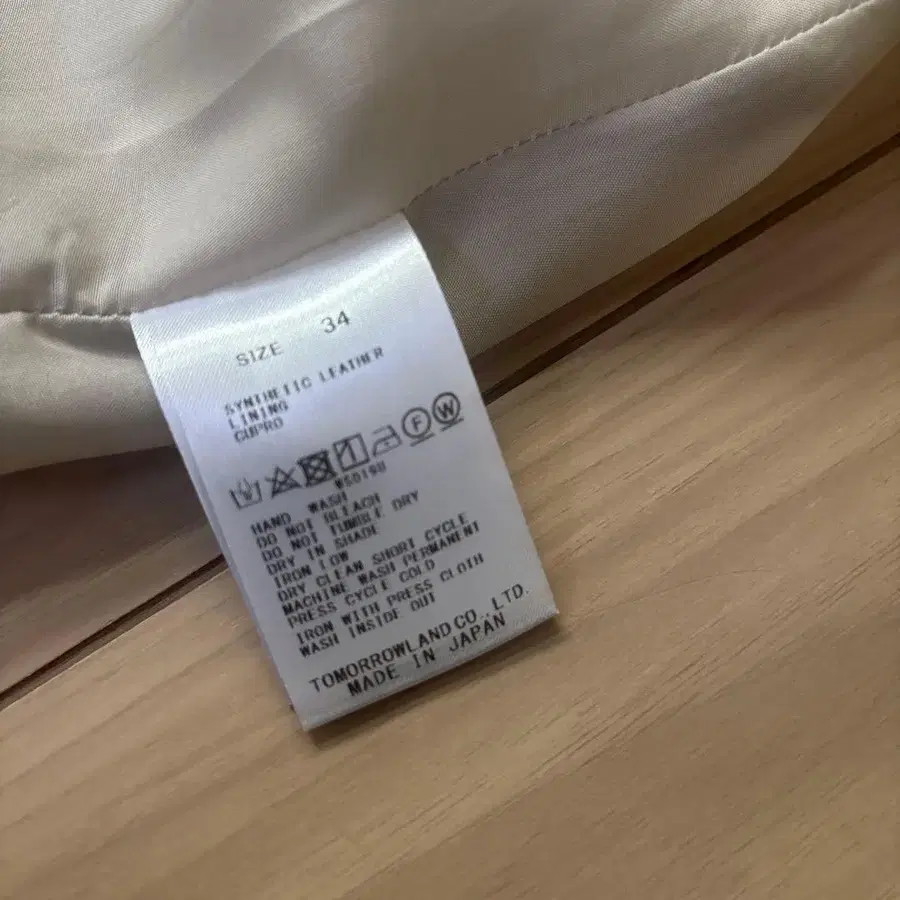 SIZE 34
SYNTHETIC LEATHER
LINING
CUPRO
F W
HAND WASH
DO NOT BLEACH
DO NOT TUMBLE DRY
DRY IN SHADE
IRON LOW
DRY CLEAN SHORT CYCLE
MACHINE WASH PERMANENT
PRESS CYCLE COLD
IRON WITH PRESS CLOTH
WASH INSIDE OUT
TOMORROWLAND CO.,LTD.
MADE IN JAPAN